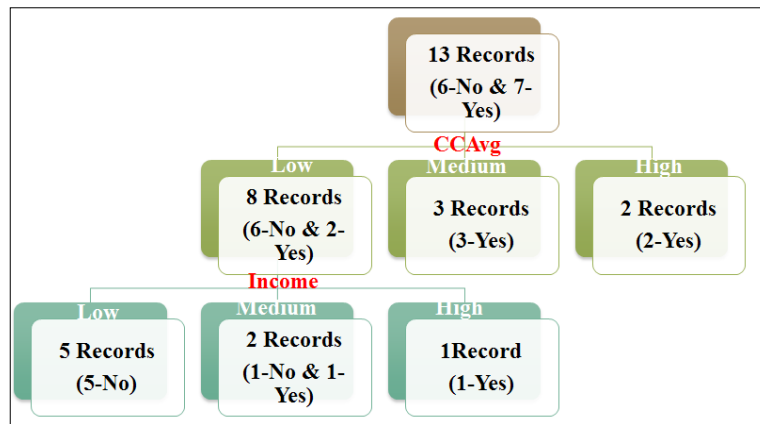 13 Records
(6-No & 7-
Yes)
CCAvg
Low
Medium
High
8 Records
(6-No & 2-
Yes)
3 Records
(3-Yes)
2 Records
(2-Yes)
Income
Low
Medium
High
5 Records
(5-No)
2 Records
(1-No & 1-
Yes)
1Record
(1-Yes)